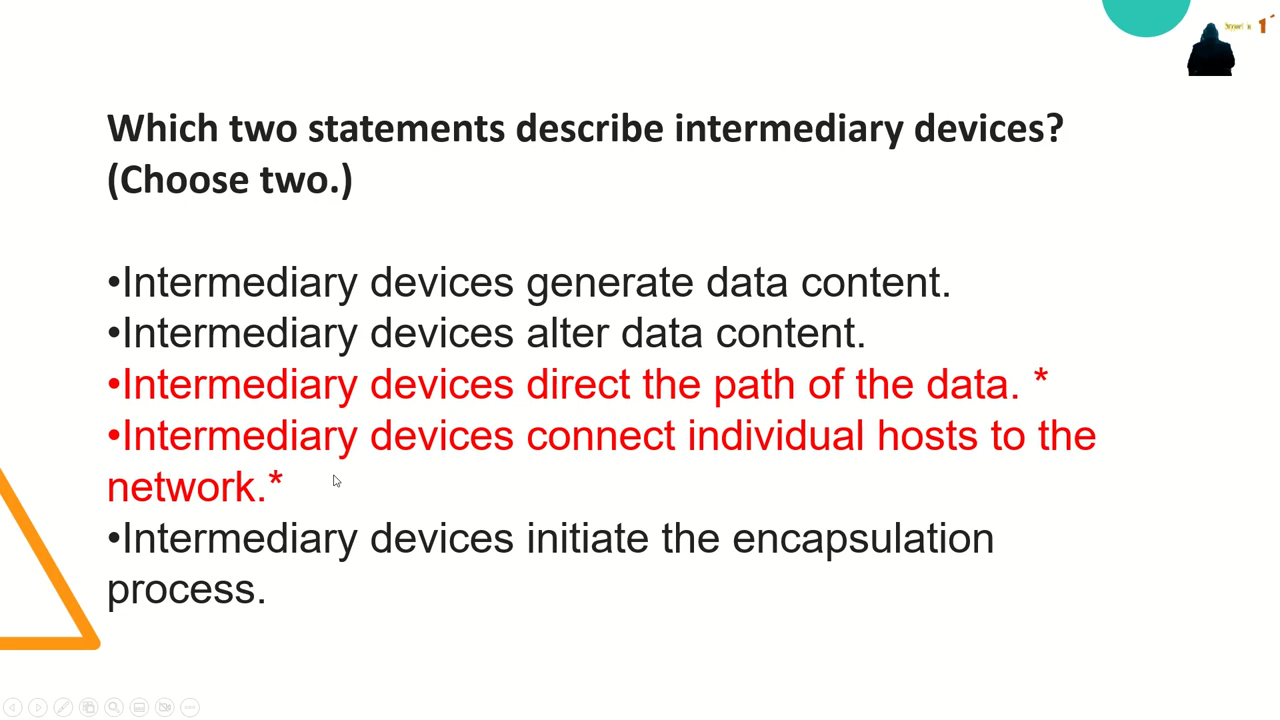 Which two statements describe intermediary devices?
(Choose two.)
•Intermediary devices generate data content.
•Intermediary devices alter data content.
•Intermediary devices direct the path of the data. *
•Intermediary devices connect individual hosts to the
network.*
•Intermediary devices initiate the encapsulation
process.